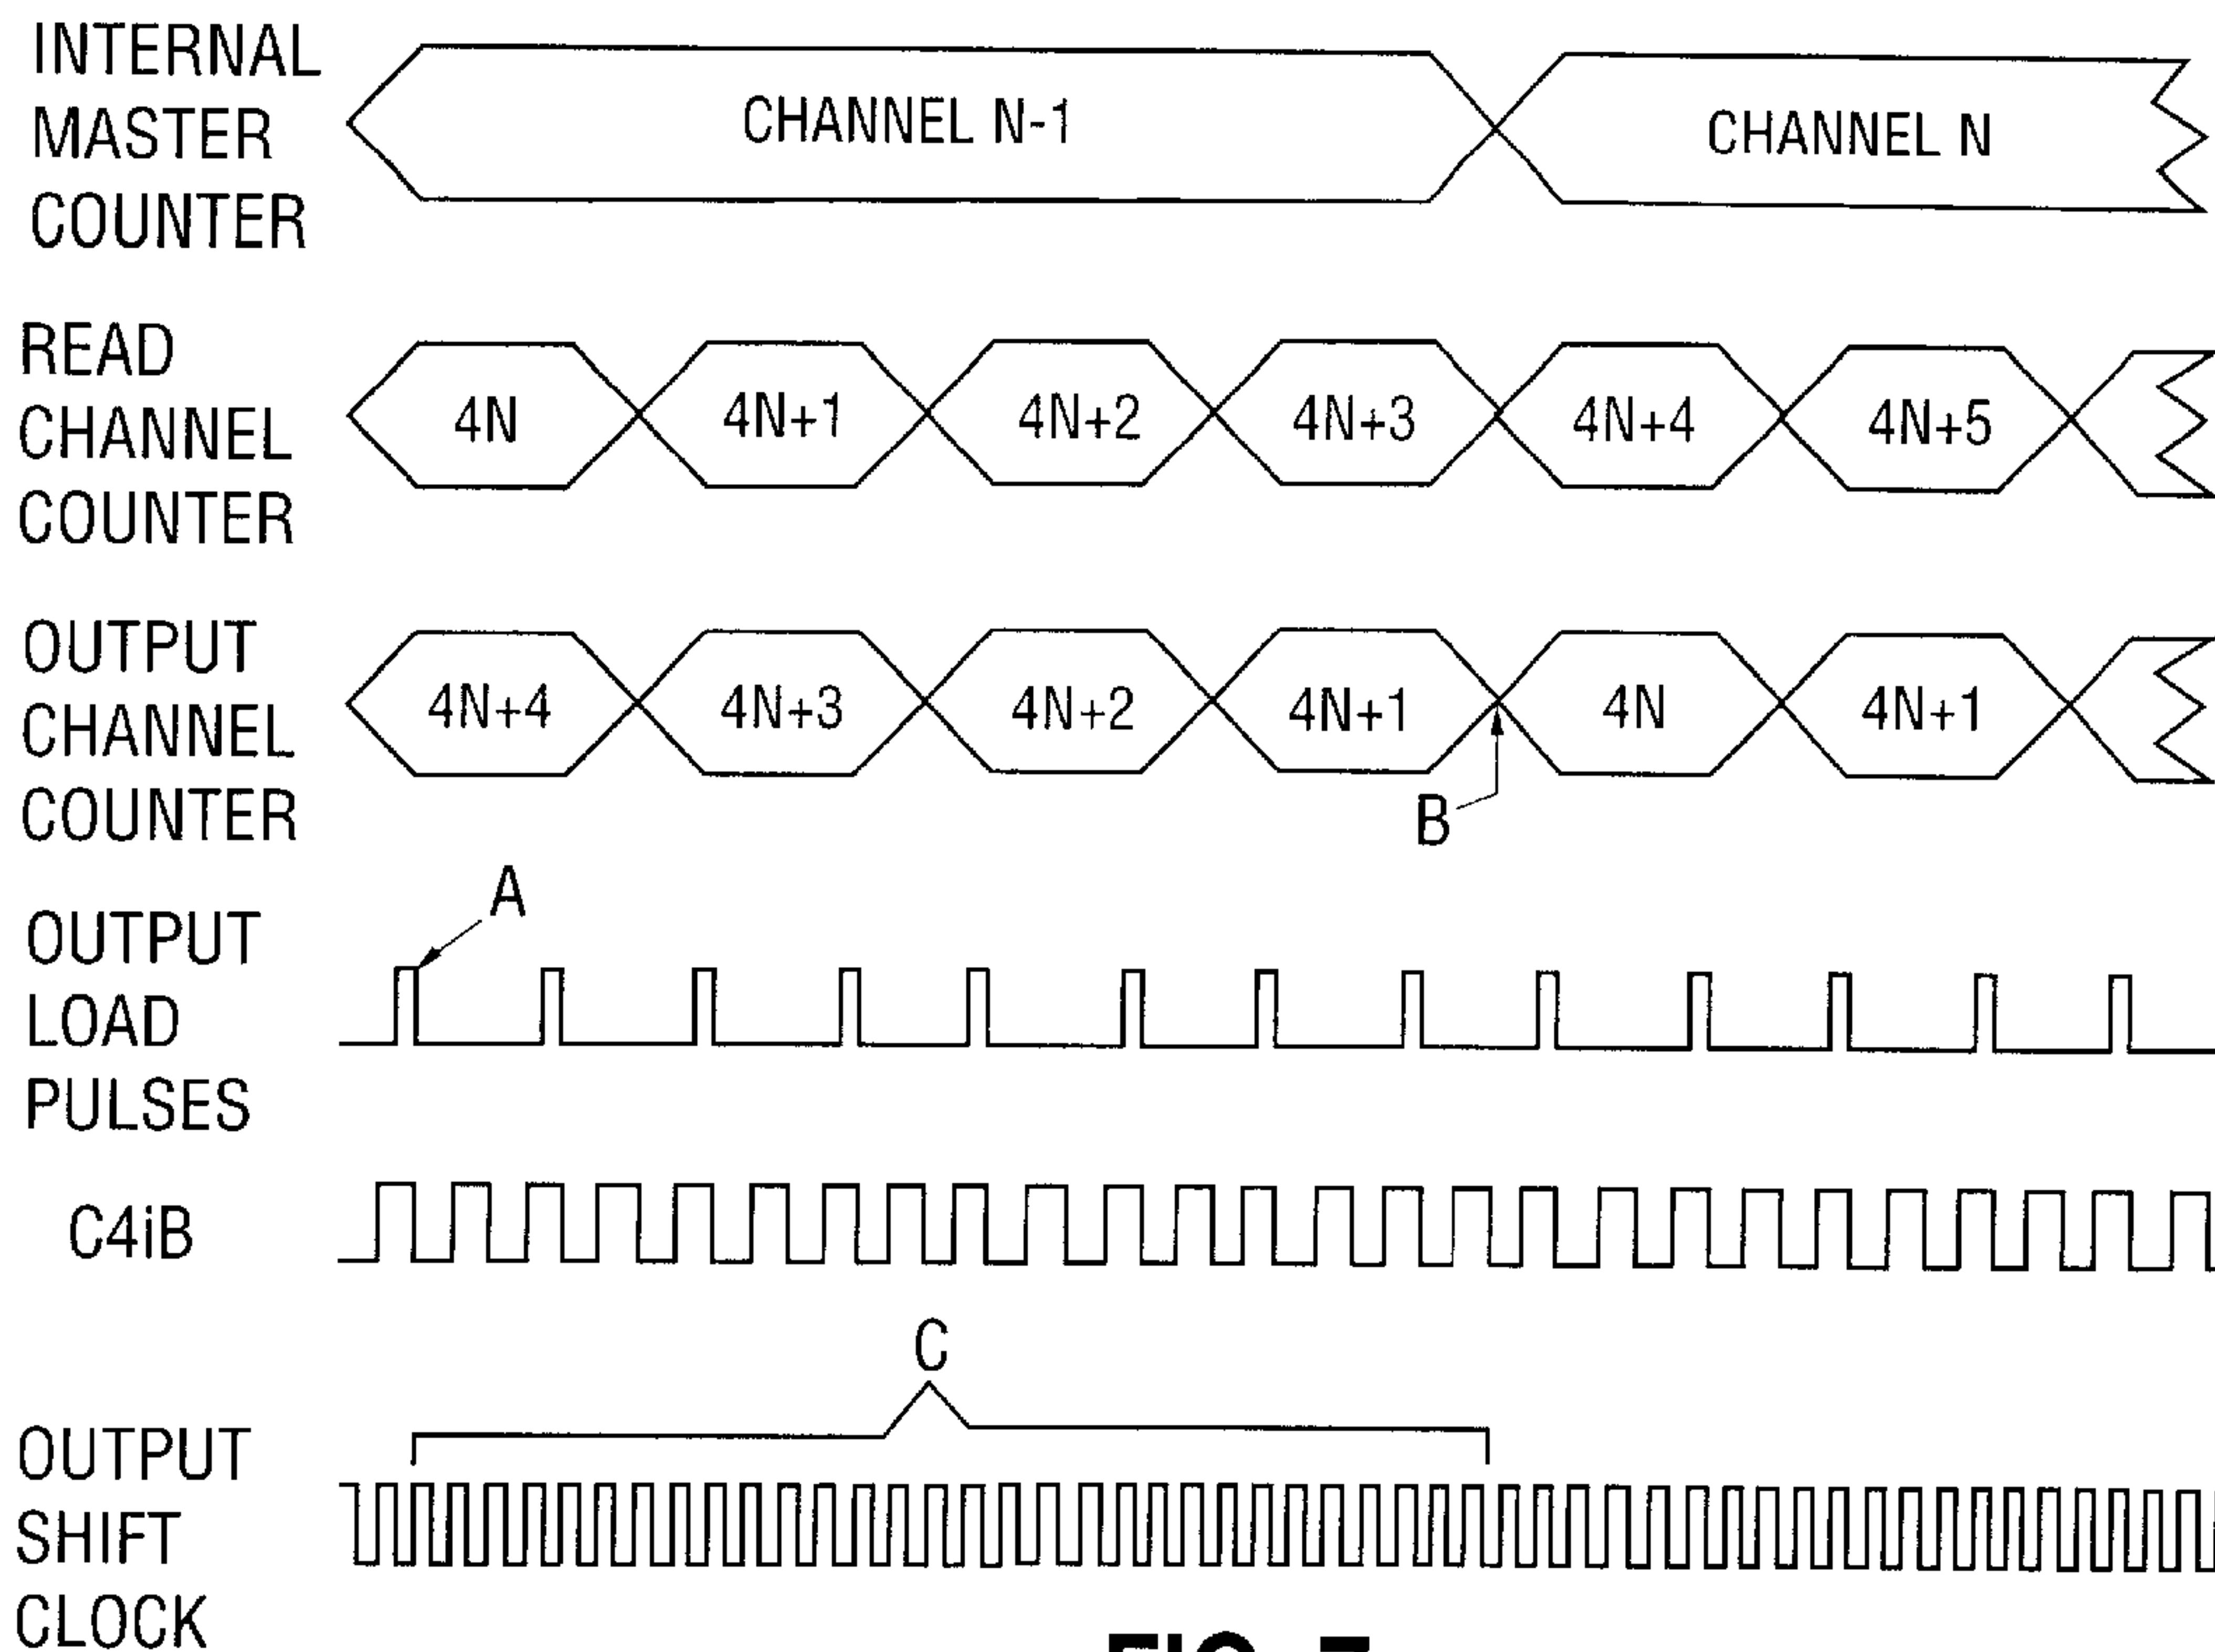 INTERNAL
MASTER
COUNTER
CHANNEL N-1
CHANNEL N
READ
CHANNEL
COUNTER
4N
4N+1
4N+2
4N+3
4N+4
4N+5
OUTPUT
CHANNEL
COUNTER
4N+4
4N+3
4N+2
4N+1
4N
4N+1
B
A
OUTPUT
LOAD
PULSES
C4iB
C
OUTPUT
SHIFT
CLOCK